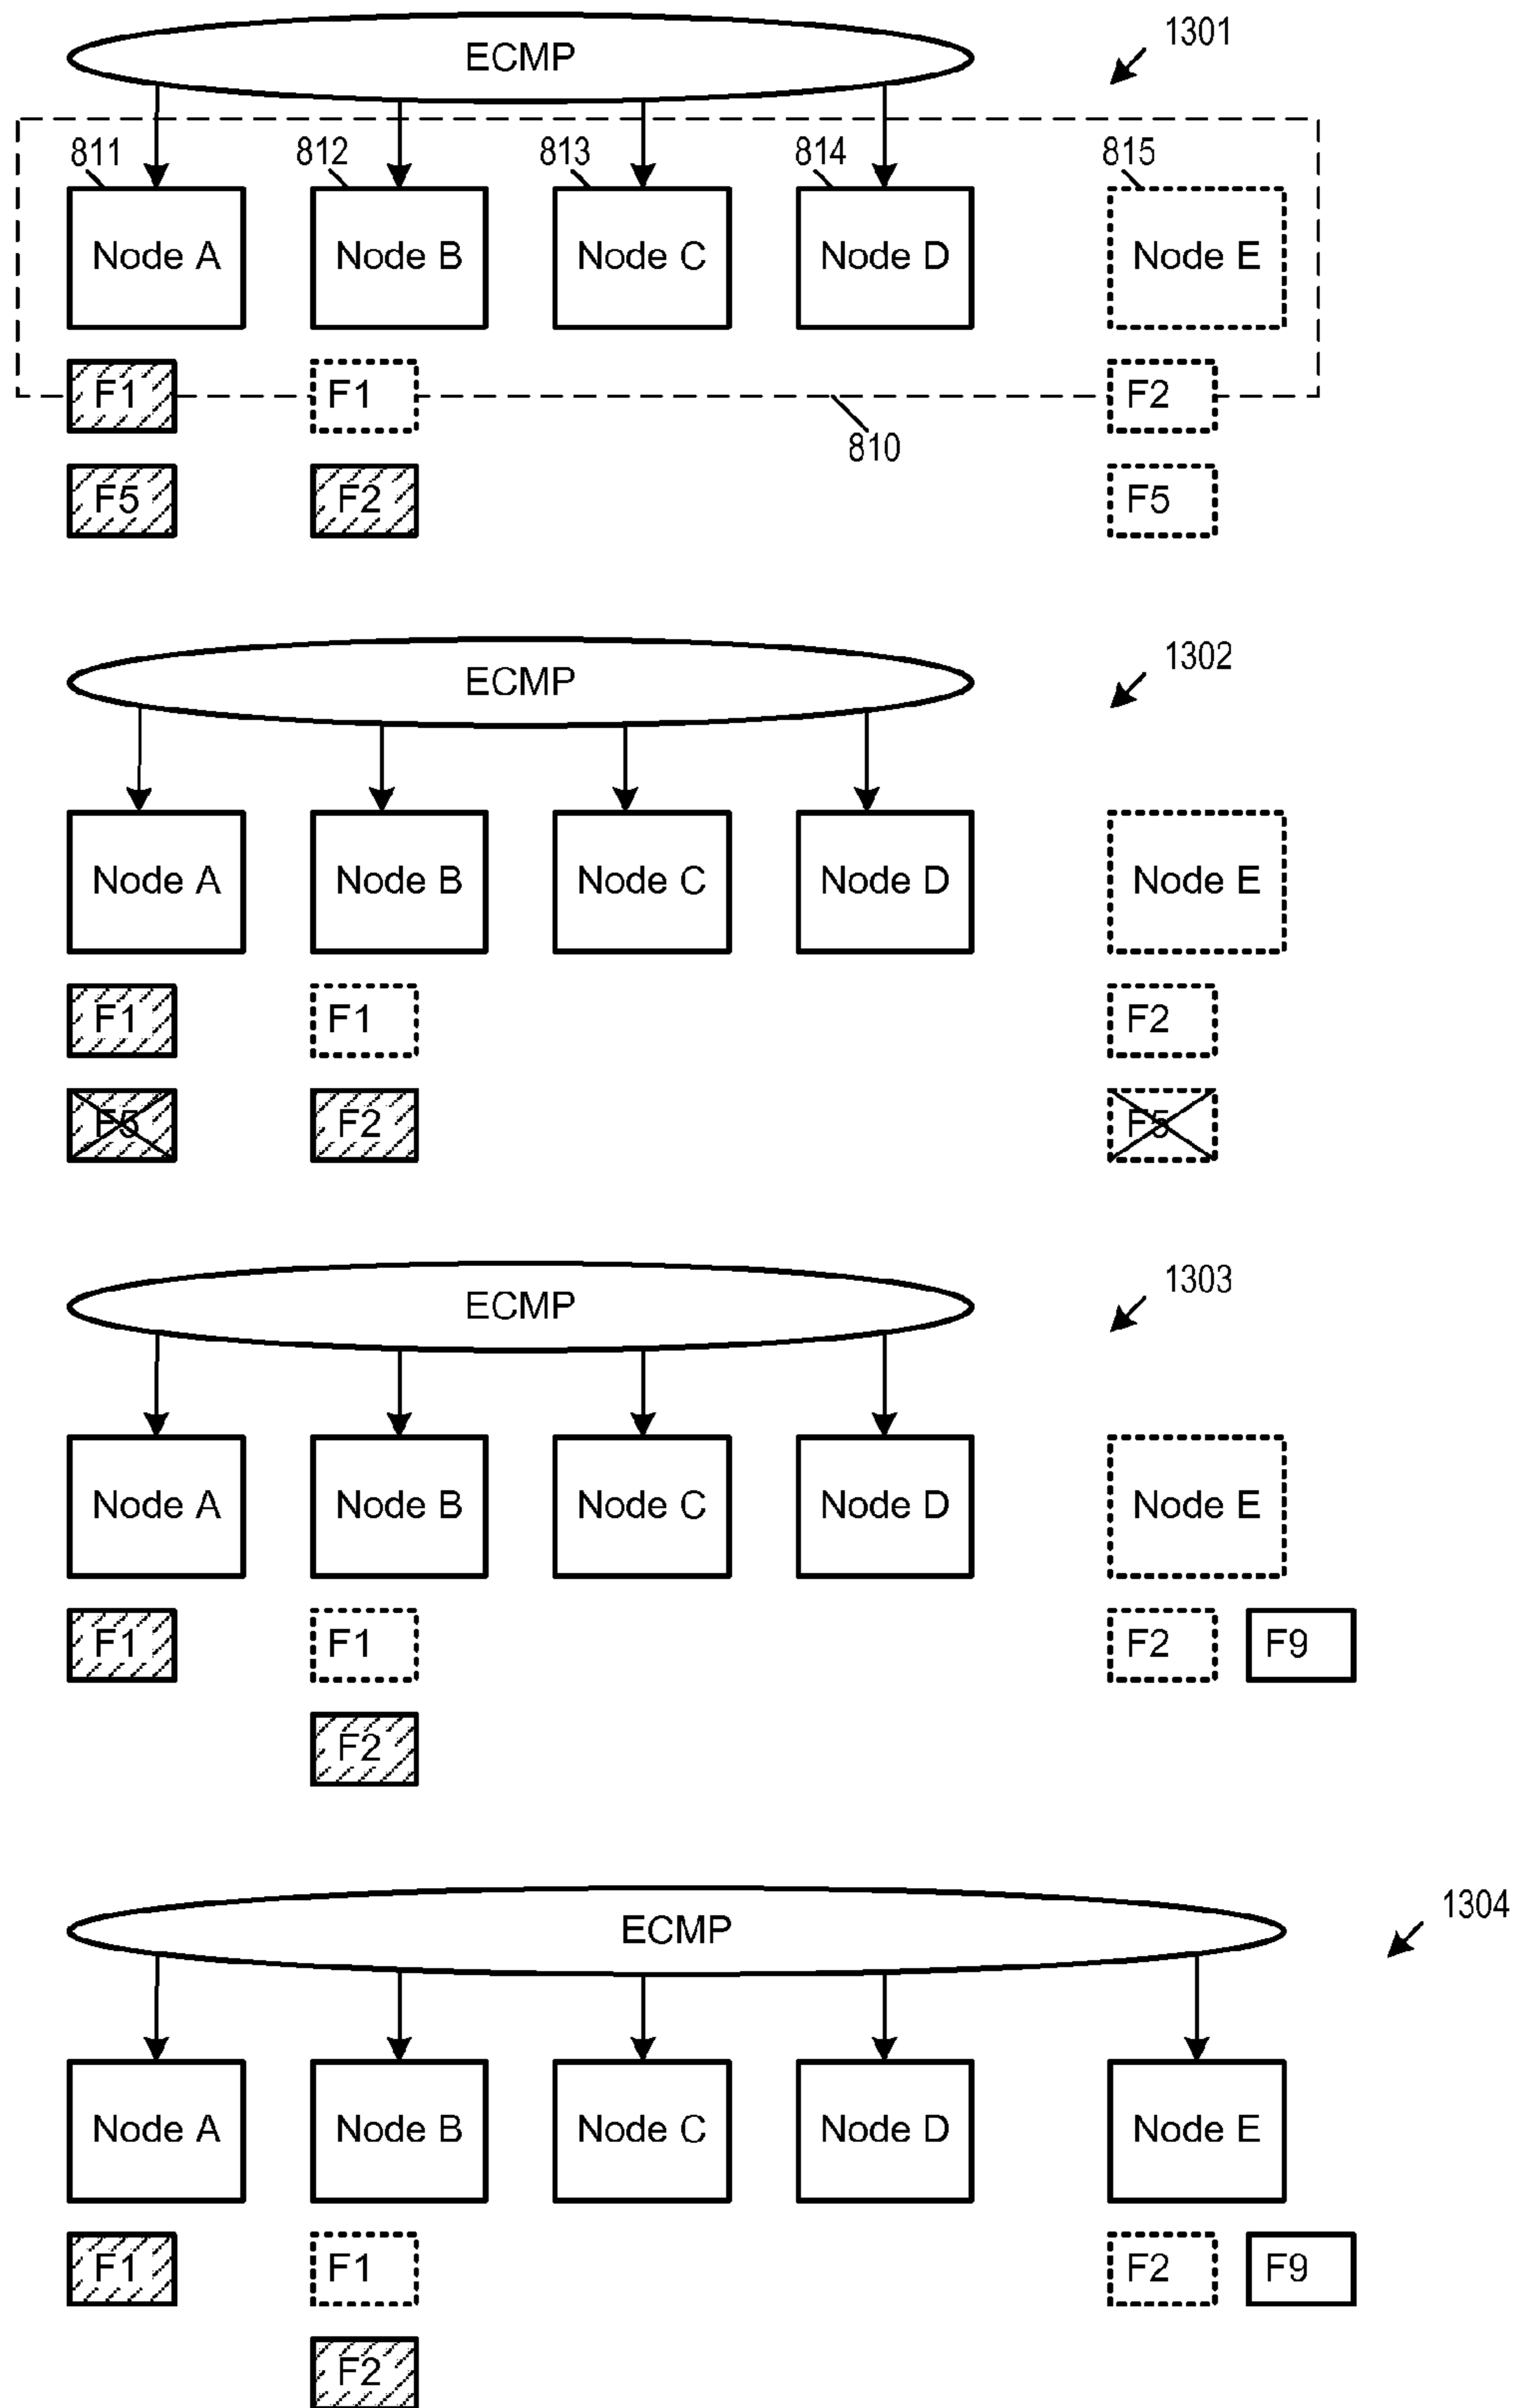 ECMP
1301
811
812
813
814
815
Node A
Node B
Node C
Node D
Node E
F1
F1
F2
810
F5
F2
F5
ECMP
1302
Node A
Node B
Node C
Node D
Node E
F1
F1
F2
F5
F2
F5
ECMP
1303
Node A
Node B
Node C
Node D
Node E
F1
F1
F2
F9
F2
ECMP
1304
Node A
Node B
Node C
Node D
Node E
F1
F1
F2
F9
F2